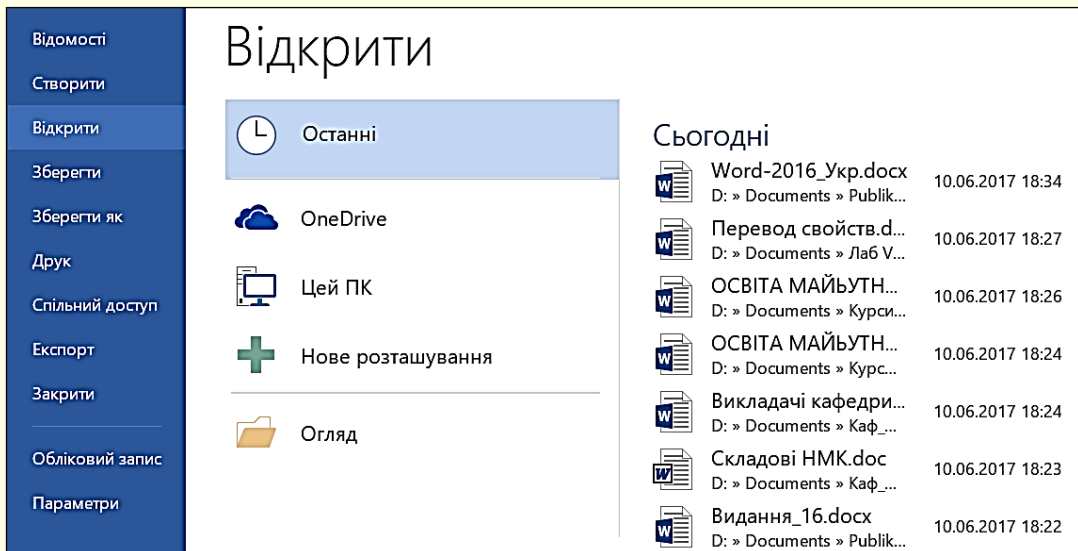 Відомості
Створити
Відкрити
Зберегти
Зберегти як
Друк
Спільний доступ
Експорт
Закрити
Обліковий запис
Параметри
Відкрити
Останні
OneDrive
Цей ПК
Нове розташування
Огляд
Сьогодні
Word-2016_Укр.docx
D: » Documents » Publik...
10.06.2017 18:34
Перевод свойств.d...
D: » Documents » Лаб V...
10.06.2017 18:27
ОСВІТА МАЙЬУТН...
D: » Documents » Курси...
10.06.2017 18:26
ОСВІТА МАЙЬУТН...
D: » Documents » Курс...
10.06.2017 18:24
Викладачі кафедри...
D: » Documents » Каф_...
10.06.2017 18:24
Складові НМК.doc
D: » Documents » Каф_...
10.06.2017 18:23
Видання_16.docx
D: » Documents » Publik...
10.06.2017 18:22